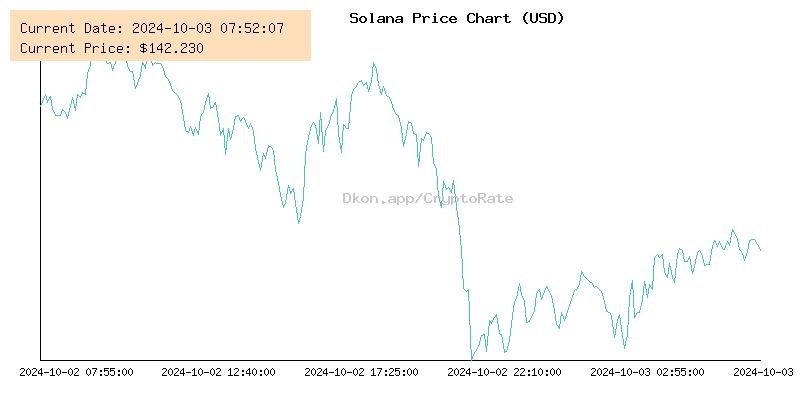 Solana Price Chart (USD)
Current Date: 2024-10-03 07:52:07
Current Price: $142.230
Dkon.app/CryptoRate
2024-10-02 07:55:00 2024-10-02 12:40:00 2024-10-02 17:25:00 2024-10-02 22:10:00 2024-10-03 02:55:00 2024-10-03